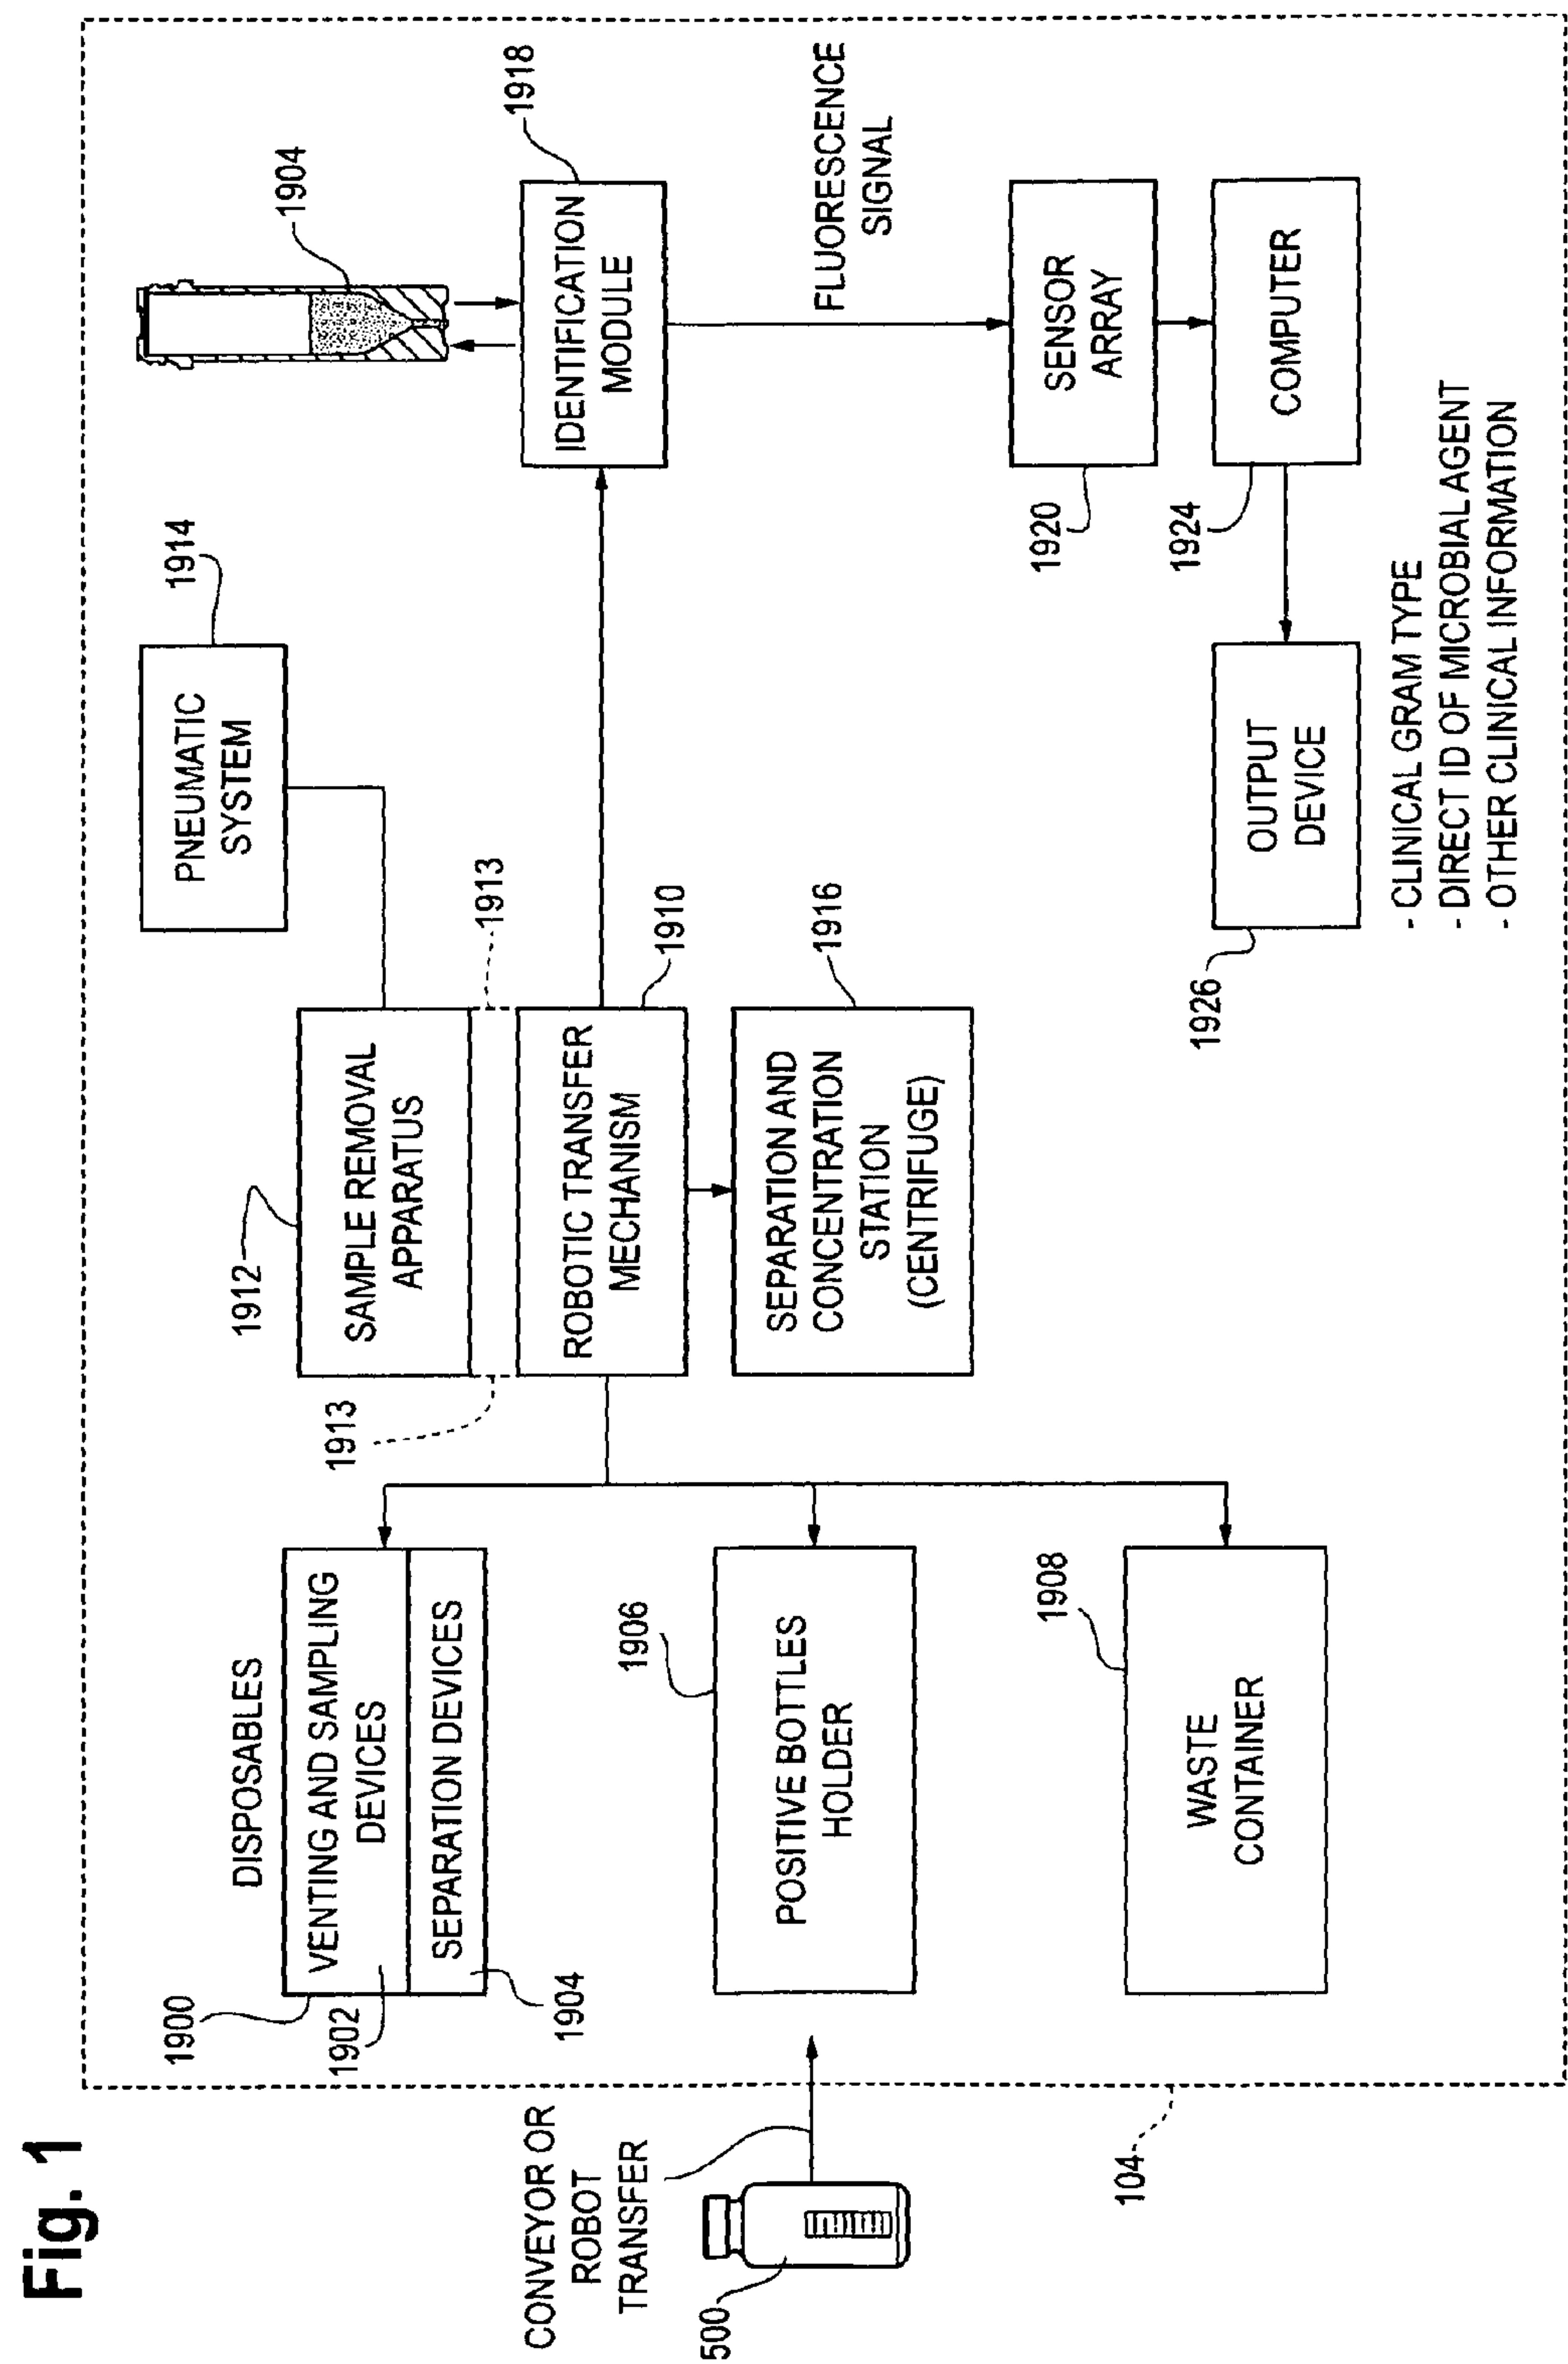 Fig. 1
CONVEYOR OR
ROBOT
TRANSFER
500
104
DISPOSABLES
1900
VENTING AND SAMPLING
DEVICES
1902
SEPARATION DEVICES
1904
1906
POSITIVE BOTTLES
HOLDER
1908
WASTE
CONTAINER
1912
SAMPLE REMOVAL
APPARATUS
1913
1913
ROBOTIC TRANSFER
MECHANISM
1910
SEPARATION AND
CONCENTRATION
STATION
(CENTRIFUGE)
1916
PNEUMATIC
SYSTEM
1914
1904
IDENTIFICATION
MODULE
1918
FLUORESCENCE
SIGNAL
SENSOR
ARRAY
1920
COMPUTER
1924
OUTPUT
DEVICE
1926
- CLINICAL GRAM TYPE
- DIRECT ID OF MICROBIAL AGENT
- OTHER CLINICAL INFORMATION